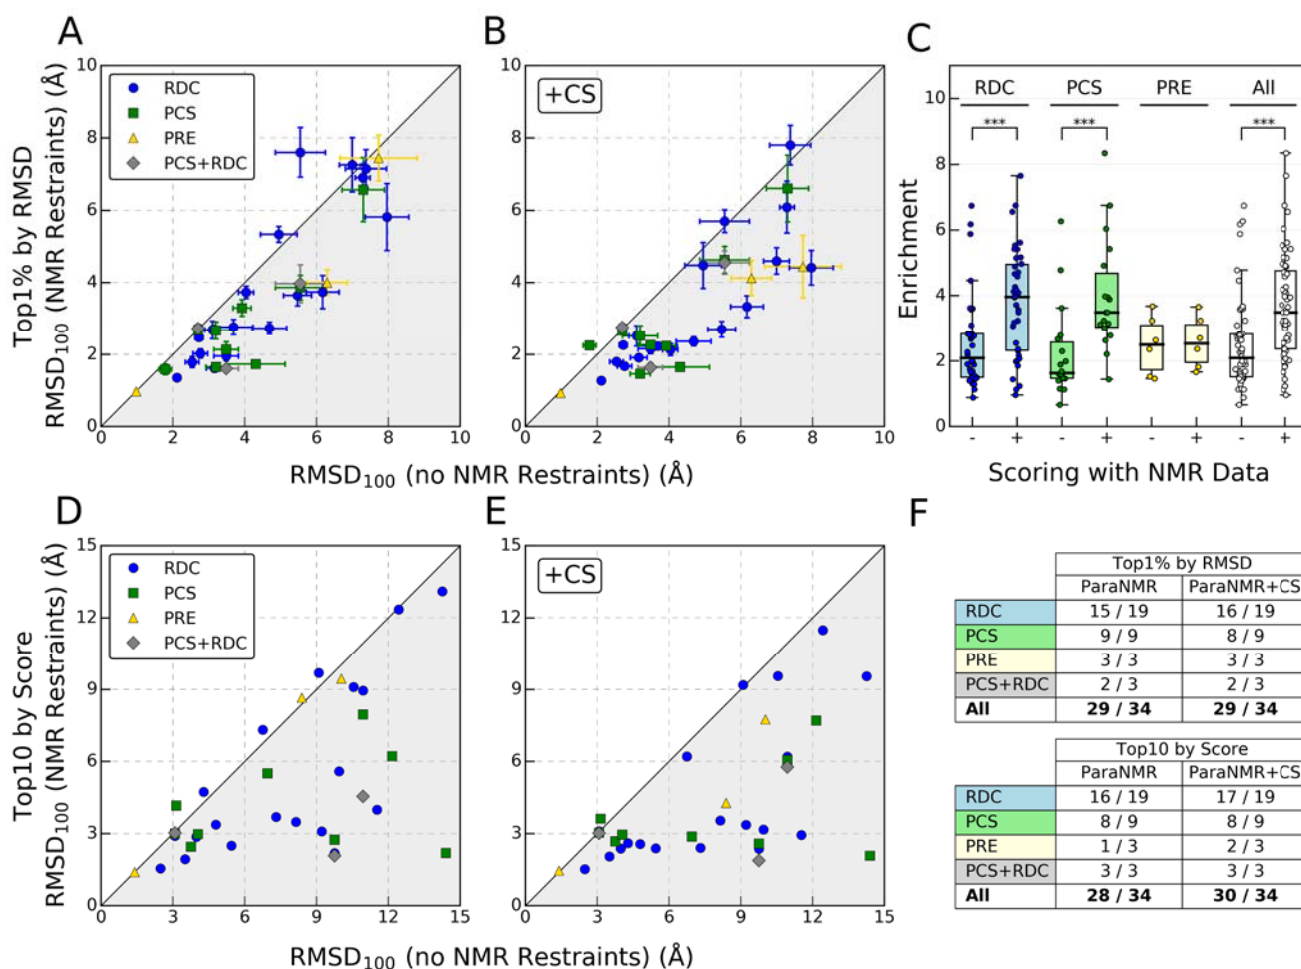 A
B
C
10
8
6
4
2
0
Top1% by RMSD
RMSD100 (NMR Restraints) (Å)
RDC
PCS
PRE
PCS+RDC
0 2 4 6 8 10
10
8
6
4
2
0
+CS
0 2 4 6 8 10
RMSD100 (no NMR Restraints) (Å)
RDC PCS PRE All
*** *** ***
10
8
6
4
2
0
Enrichment
- + - + - + - +
Scoring with NMR Data
D
E
F
15
12
9
6
3
0
Top10 by Score
RMSD100 (NMR Restraints) (Å)
RDC
PCS
PRE
PCS+RDC
0 3 6 9 12 15
15
12
9
6
3
0
+CS
0 3 6 9 12 15
RMSD100 (no NMR Restraints) (Å)
Top1% by RMSD
ParaNMR ParaNMR+CS
RDC 15 / 19 16 / 19
PCS 9 / 9 8 / 9
PRE 3 / 3 3 / 3
PCS+RDC 2 / 3 2 / 3
All 29 / 34 29 / 34
Top10 by Score
ParaNMR ParaNMR+CS
RDC 16 / 19 17 / 19
PCS 8 / 9 8 / 9
PRE 1 / 3 2 / 3
PCS+RDC 3 / 3 3 / 3
All 28 / 34 30 / 34